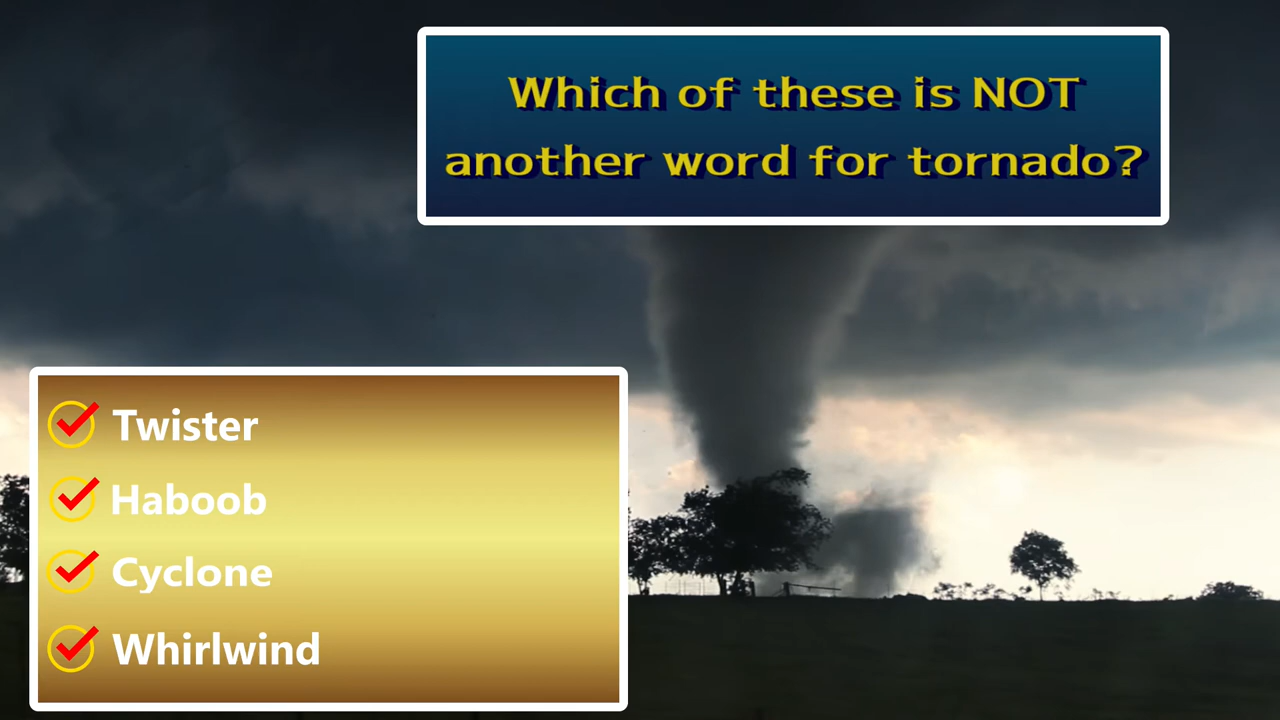 Which of these is NOT
another word for tornado?
Twister
Haboob
Cyclone
Whirlwind